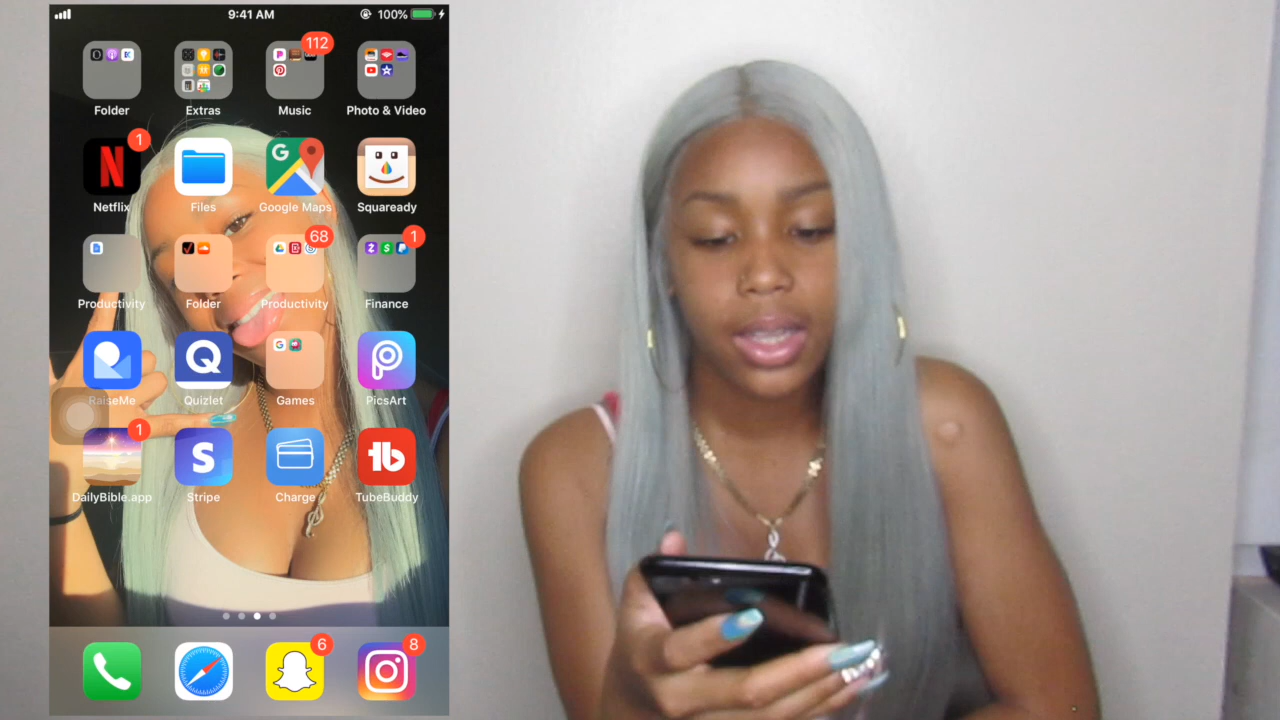 9:41 AM 100%
112
Folder Extras Music Photo & Video
1
N G
Netflix Files Google Maps Squaready
68 1
Productivity Folder Productivity Finance
Q
RaiseMe Quizlet Games PicsArt
1
S tb
DailyBible.app Stripe Charge TubeBuddy
6 8